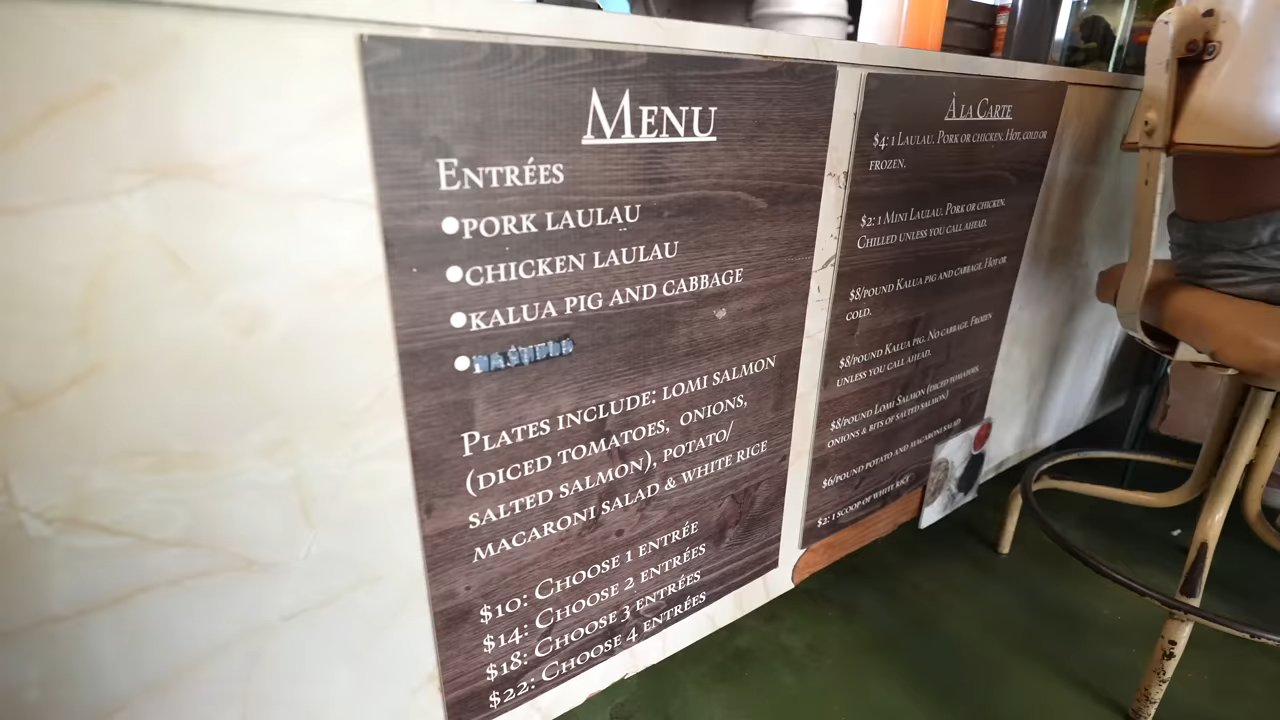 MENU
ENTRÉES
●PORK LAULAU
●CHICKEN LAULAU
●KALUA PIG AND CABBAGE
●
PLATES INCLUDE: LOMI SALMON
(DICED TOMATOES, ONIONS,
SALTED SALMON), POTATO/
MACARONI SALAD & WHITE RICE
$10: CHOOSE 1 ENTRÉE
$14: CHOOSE 2 ENTRÉES
$18: CHOOSE 3 ENTRÉES
$22: CHOOSE 4 ENTRÉES
À LA CARTE
$4: 1 LAULAU. PORK OR CHICKEN. HOT, COLD OR
FROZEN.
$2: 1 MINI LAULAU. PORK OR CHICKEN.
CHILLED UNLESS YOU CALL AHEAD.
$8/POUND KALUA PIG AND CABBAGE. HOT OR
COLD.
$8/POUND KALUA PIG. NO CABBAGE. FROZEN
UNLESS YOU CALL AHEAD.
$8/POUND LOMI SALMON (DICED TOMATOES,
ONIONS & BITS OF SALTED SALMON)
$6/POUND POTATO AND MACARONI SALAD
$2: 1 SCOOP OF WHITE RICE